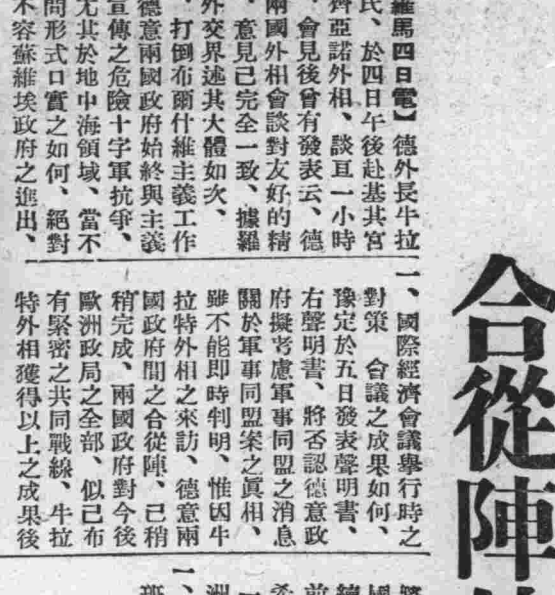 合從陣
羅馬四日電】德外長牛拉
民、於四日午後赴基其宮
齊亞諾外相、談亘一小時
、會見後曾有發表云、德
兩國外相會談對友好的精
、意見已完全一致、據羅
外交界述其大體如次、
、打倒布爾什維主義工作
德意兩國政府始終與主義
宣傳之危險十字軍抗爭、
尤其於地中海領域、當不
問形式口實之如何、絕對
不容蘇維埃政府之進出、
一、國際經濟會議舉行時之
對策 合議之成果如何、
豫定於五日發表聲明書、
右聲明書、將否認德意政
府擬考慮軍事同盟之消息
關於軍事同盟案之眞相、
雖不能即時判明、惟因牛
拉特外相之來訪、德意兩
國政府間之合從陣、已稍
稍完成、兩國政府對今後
歐洲政局之全部、似已布
有緊密之共同戰線、牛拉
特外相獲得以上之成果後